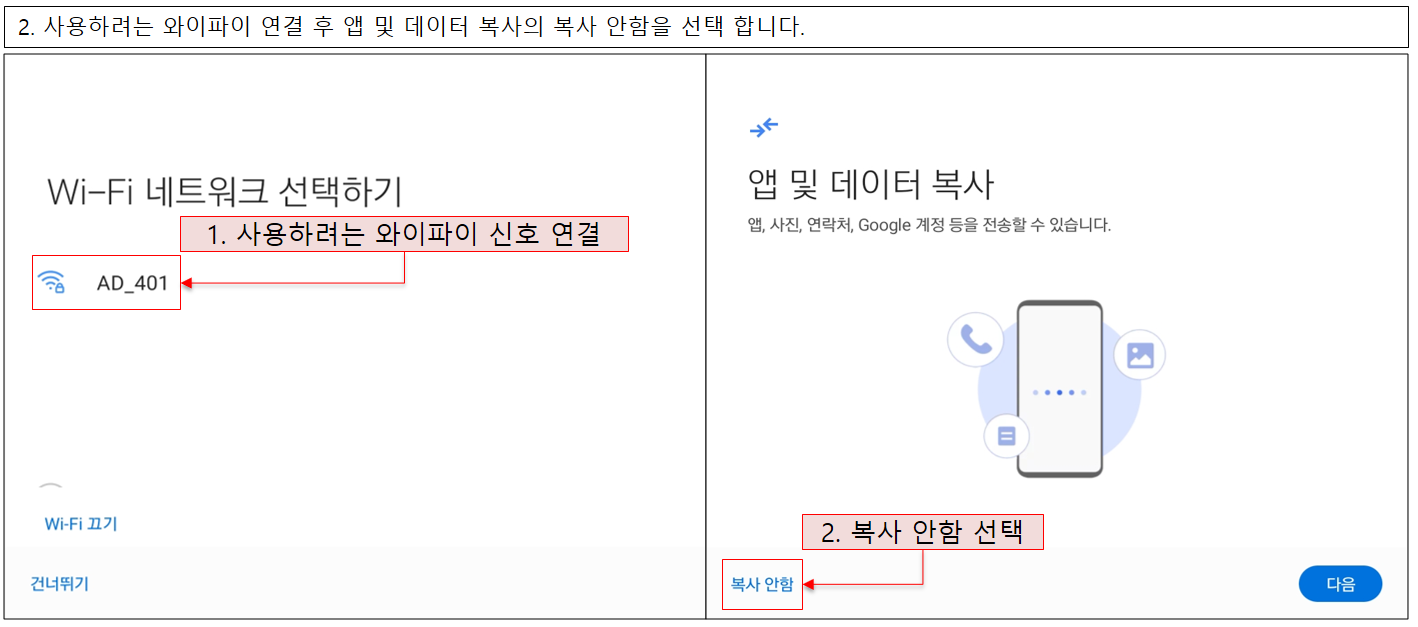 2. 사용하려는 와이파이 연결 후 앱 및 데이터 복사의 복사 안함을 선택 합니다.
Wi–Fi 네트워크 선택하기
1. 사용하려는 와이파이 신호 연결
AD_401
Wi-Fi 끄기
건너뛰기
앱 및 데이터 복사
앱, 사진, 연락처, Google 계정 등을 전송할 수 있습니다.
2. 복사 안함 선택
복사 안함
다음